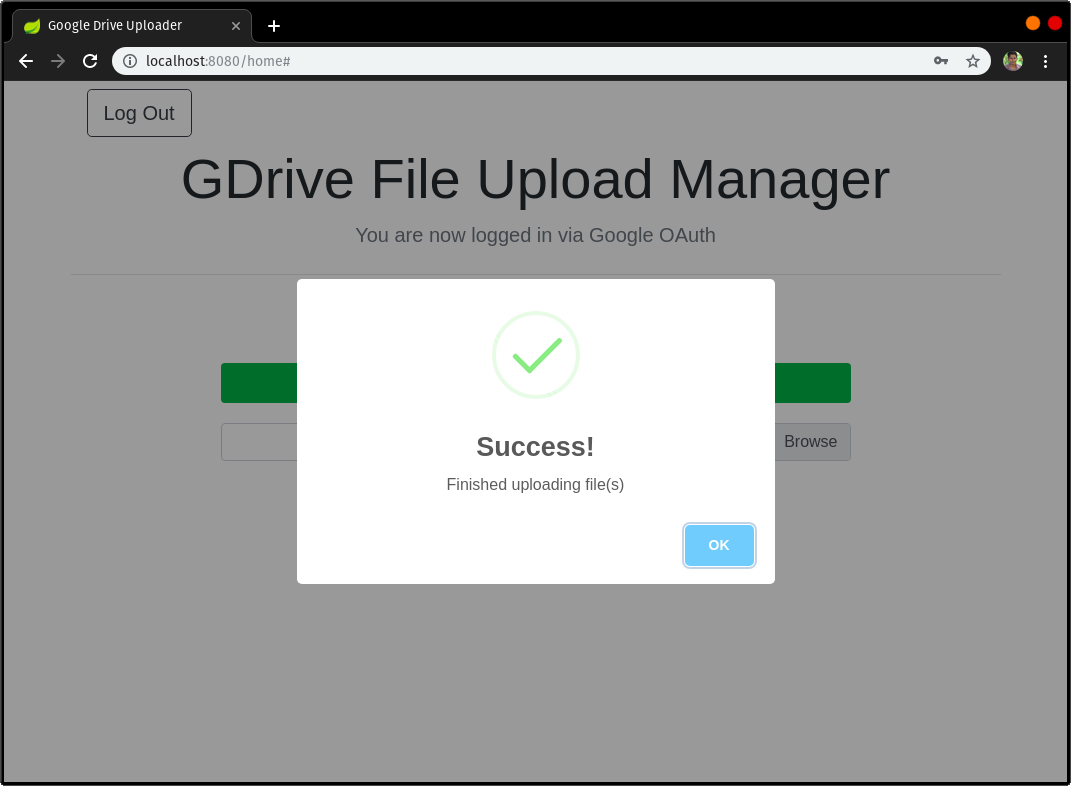 Google Drive Uploader
localhost:8080/home#
Log Out
GDrive File Upload Manager
You are now logged in via Google OAuth
Browse
Success!
Finished uploading file(s)
OK